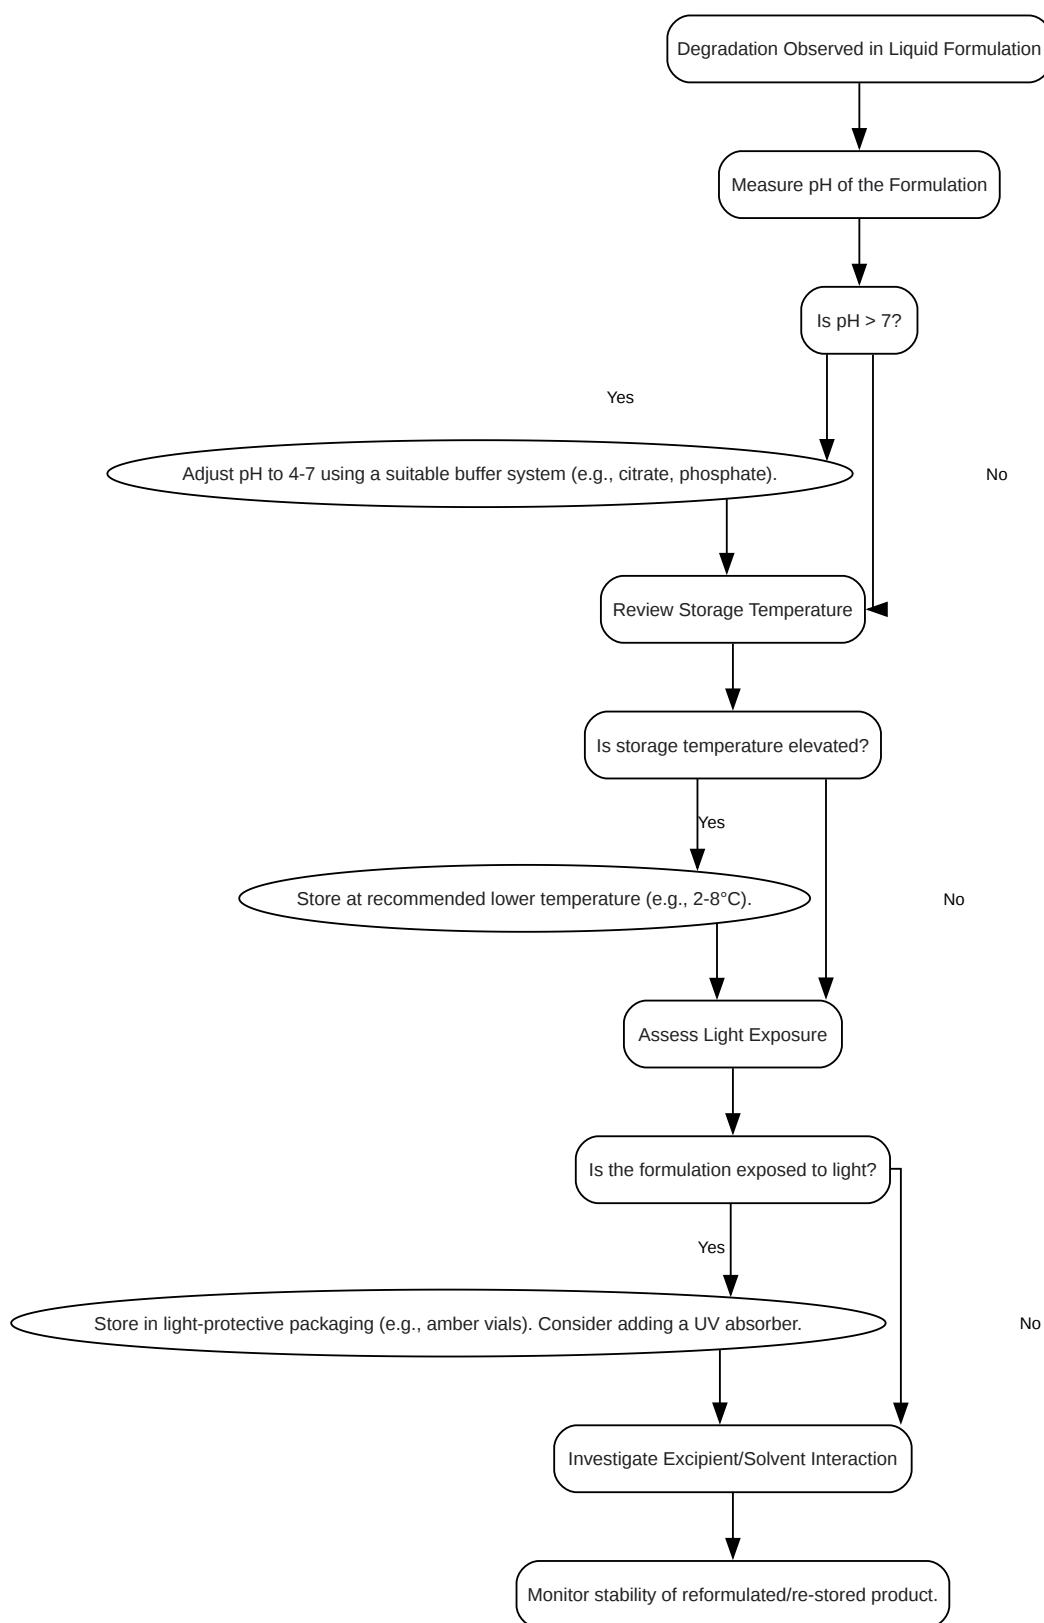 Degradation Observed in Liquid Formulation
Measure pH of the Formulation
Is pH > 7?
Yes
Adjust pH to 4-7 using a suitable buffer system (e.g., citrate, phosphate).
No
Review Storage Temperature
Is storage temperature elevated?
Yes
Store at recommended lower temperature (e.g., 2-8°C).
No
Assess Light Exposure
Is the formulation exposed to light?
Yes
Store in light-protective packaging (e.g., amber vials). Consider adding a UV absorber.
No
Investigate Excipient/Solvent Interaction
Monitor stability of reformulated/re-stored product.